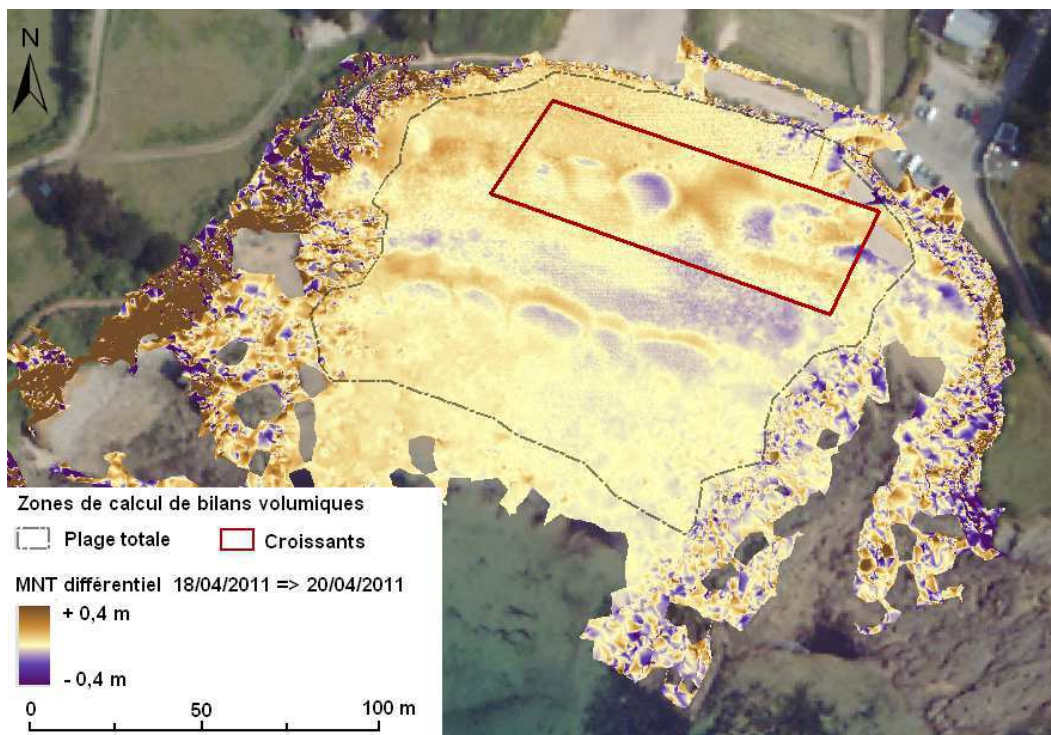 N
Zones de calcul de bilans volumiques
Plage totale Croissants
MNT différentiel 18/04/2011 => 20/04/2011
+ 0,4 m
- 0,4 m
0 50 100 m